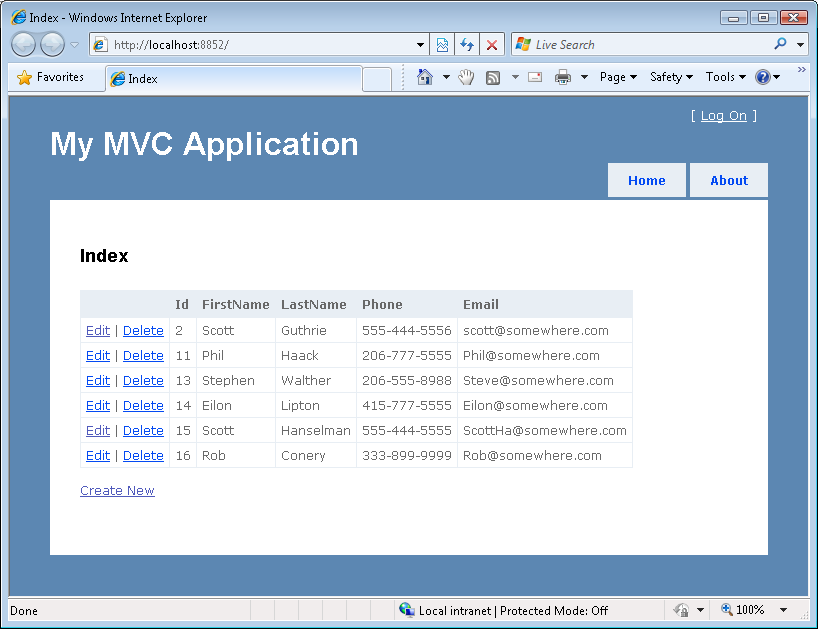 Index - Windows Internet Explorer
http://localhost:8852/
Live Search
Favorites Index Page Safety Tools »
[ Log On ]
My MVC Application
Home About
Index
Id FirstName LastName Phone Email
Edit | Delete 2 Scott Guthrie 555-444-5556 scott@somewhere.com
Edit | Delete 11 Phil Haack 206-777-5555 Phil@somewhere.com
Edit | Delete 13 Stephen Walther 206-555-8988 Steve@somewhere.com
Edit | Delete 14 Eilon Lipton 415-777-5555 Eilon@somewhere.com
Edit | Delete 15 Scott Hanselman 555-444-5555 ScottHa@somewhere.com
Edit | Delete 16 Rob Conery 333-899-9999 Rob@somewhere.com
Create New
Done Local intranet | Protected Mode: Off 100%